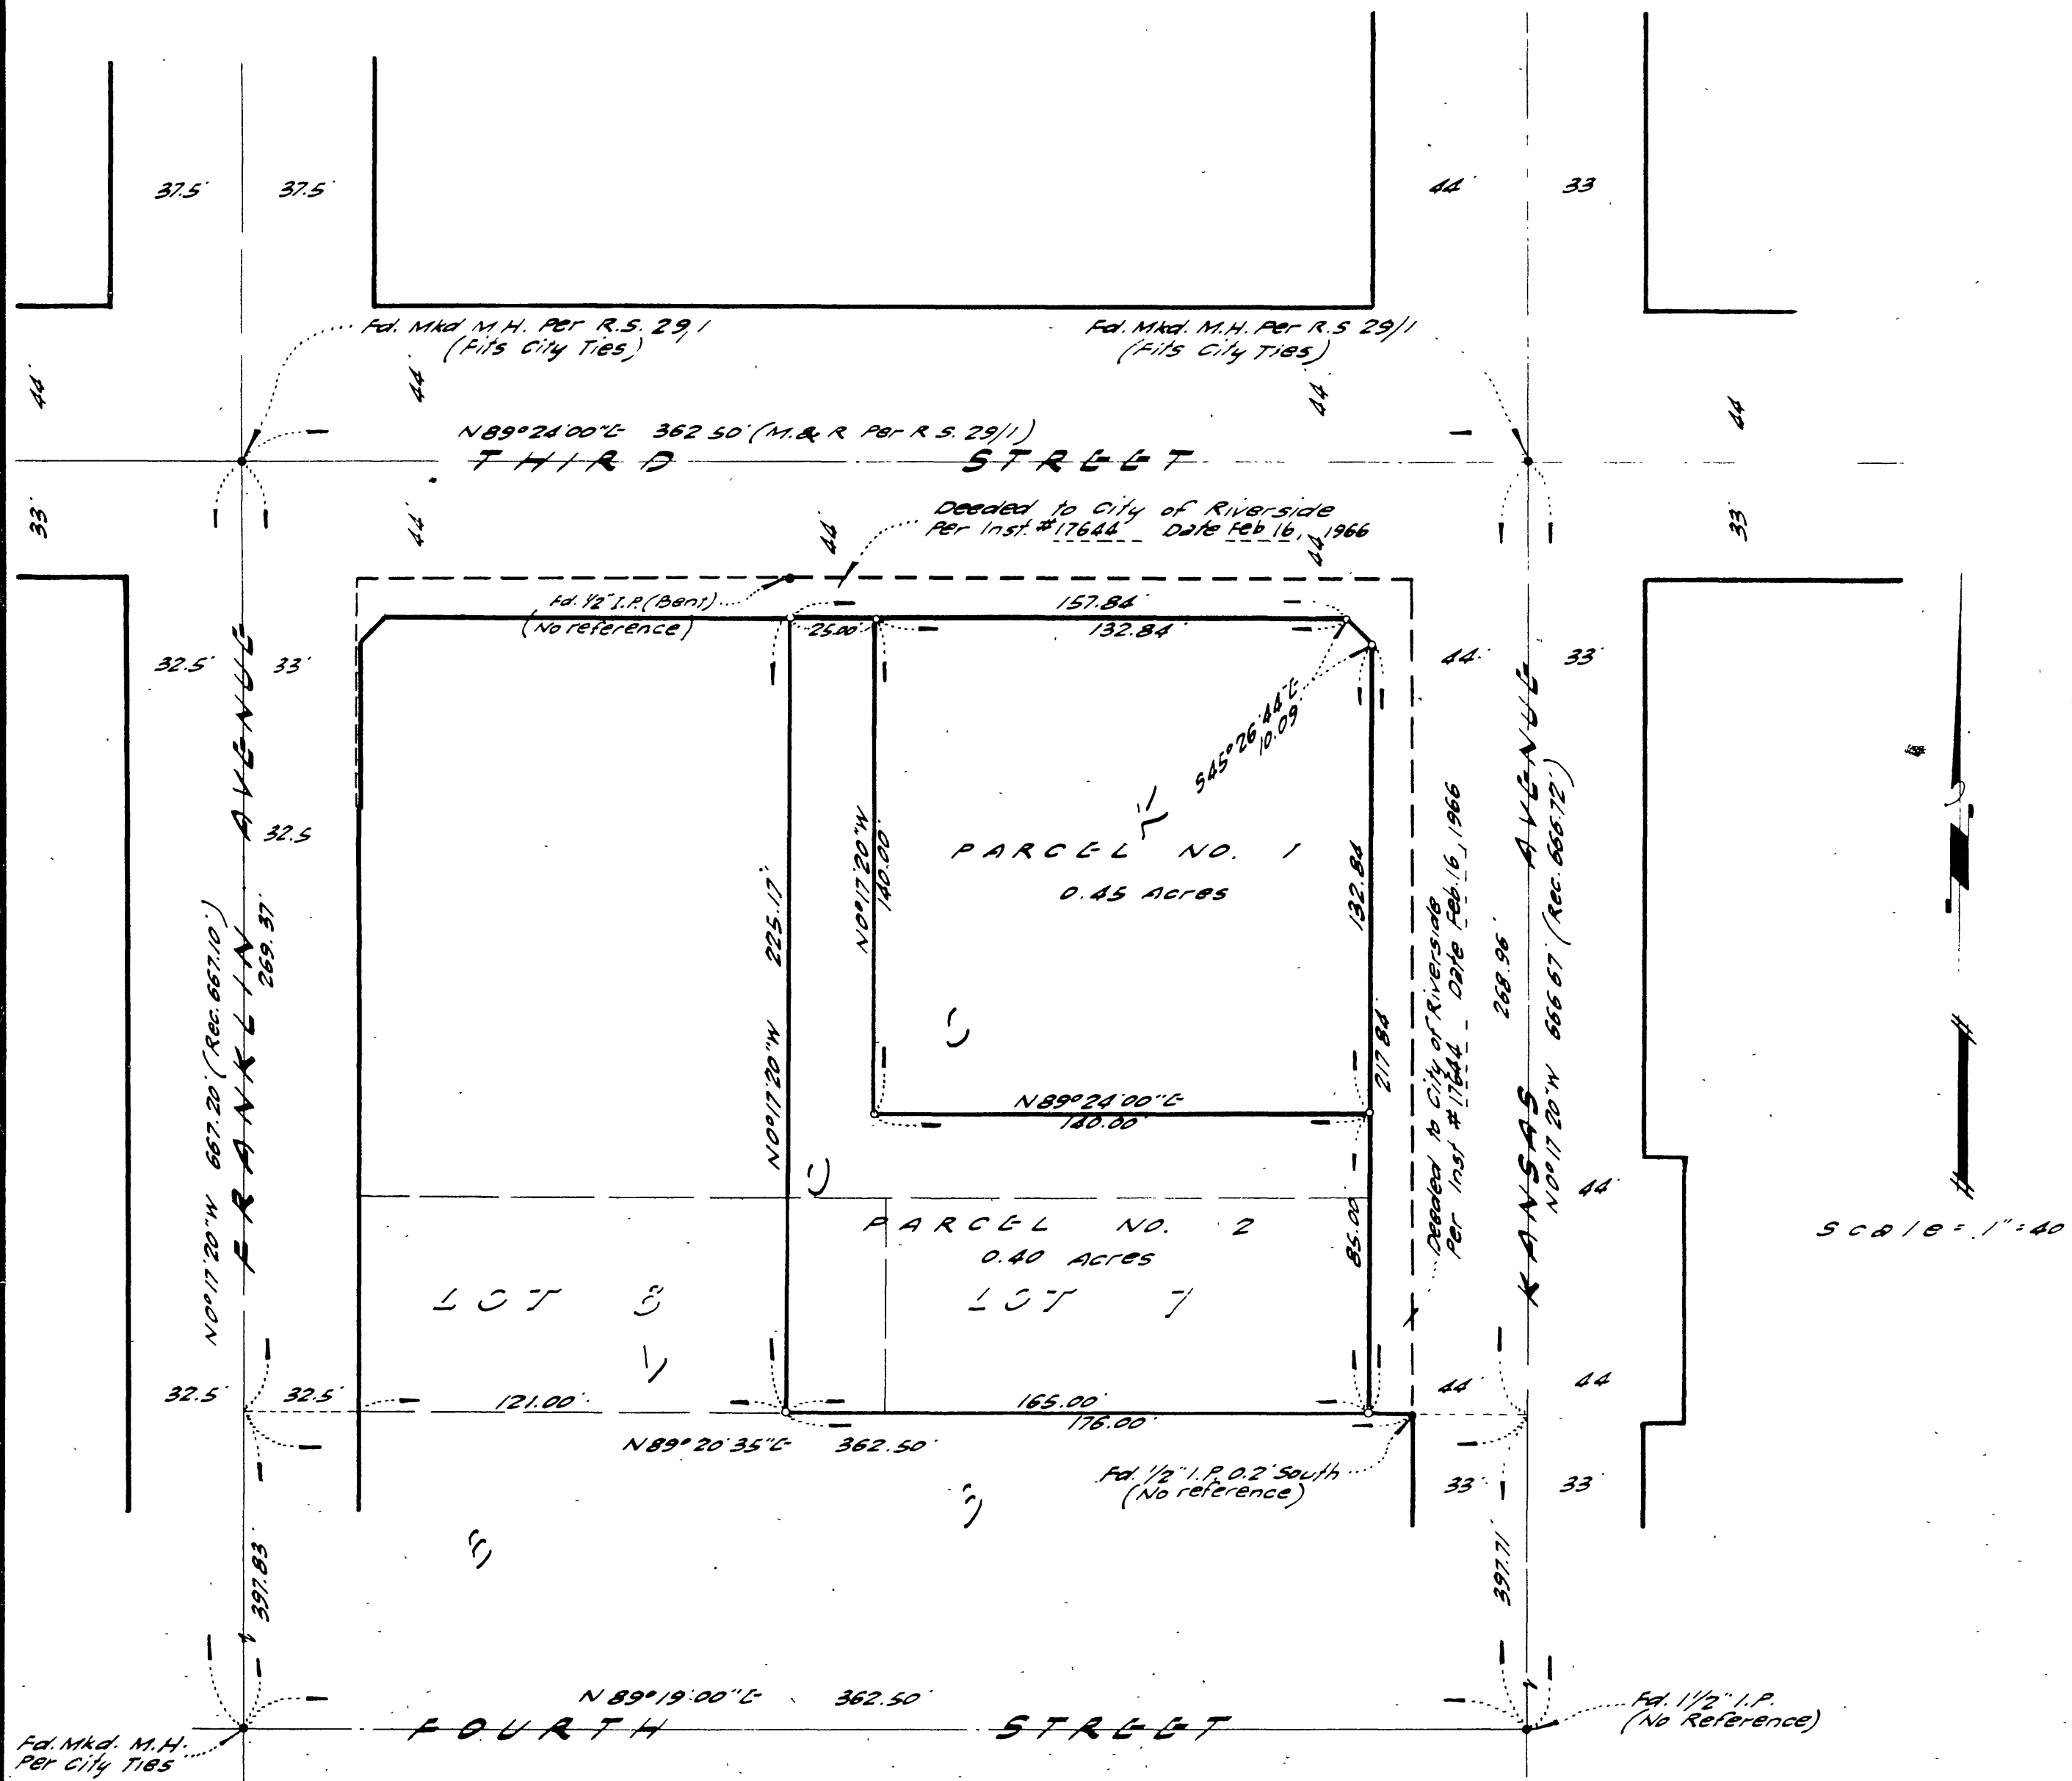 37.5'
37.5'
44'
33
Fd. Mkd M.H. Per R.S. 29/1
(Fits City Ties)
Fd. Mkd. M.H. Per R.S 29/1
(Fits City Ties)
44'
44'
44'
44
N89°24'00"E 362 50' (M.& R Per R S. 29/1)
THIRD STREET
33'
44'
44'
44'
33'
Deeded to City of Riverside
Per Inst. #17644 Date Feb 16, 1966
Fd. 1/2" I.P. (Bent)
(No reference)
25.00'
157.84'
132.84'
32.5'
33'
44'
33'
S45°26'44"E
10.09
FRANKLIN AVENUE
32.5
269.37'
N0°17'20"W 667.20' (Rec. 667.10')
N0°17'20"W 225.17'
N0°17'20"W
140.00'
PARCEL NO. 1
0.45 Acres
132.84
217.84'
Deeded to City of Riverside
Per Inst #17644 Date Feb. 16, 1966
268.96'
KANSAS AVENUE
N0°17'20"W 666 67' (Rec. 666.72')
N89°24'00"E
140.00'
44'
PARCEL NO. 2
0.40 Acres
85.00'
Scale = 1"=40
LOT 8
LOT 7
32.5'
32.5'
121.00'
165.00'
176.00'
44'
44
N89°20'35"E 362.50'
Fd. 1/2" I.P. 0.2' South
(No reference)
33'
33'
397.83'
397.71'
N 89°19'00"E 362.50'
FOURTH STREET
Fd. Mkd. M.H.
Per City Ties
Fd. 1 1/2" I.P.
(No Reference)